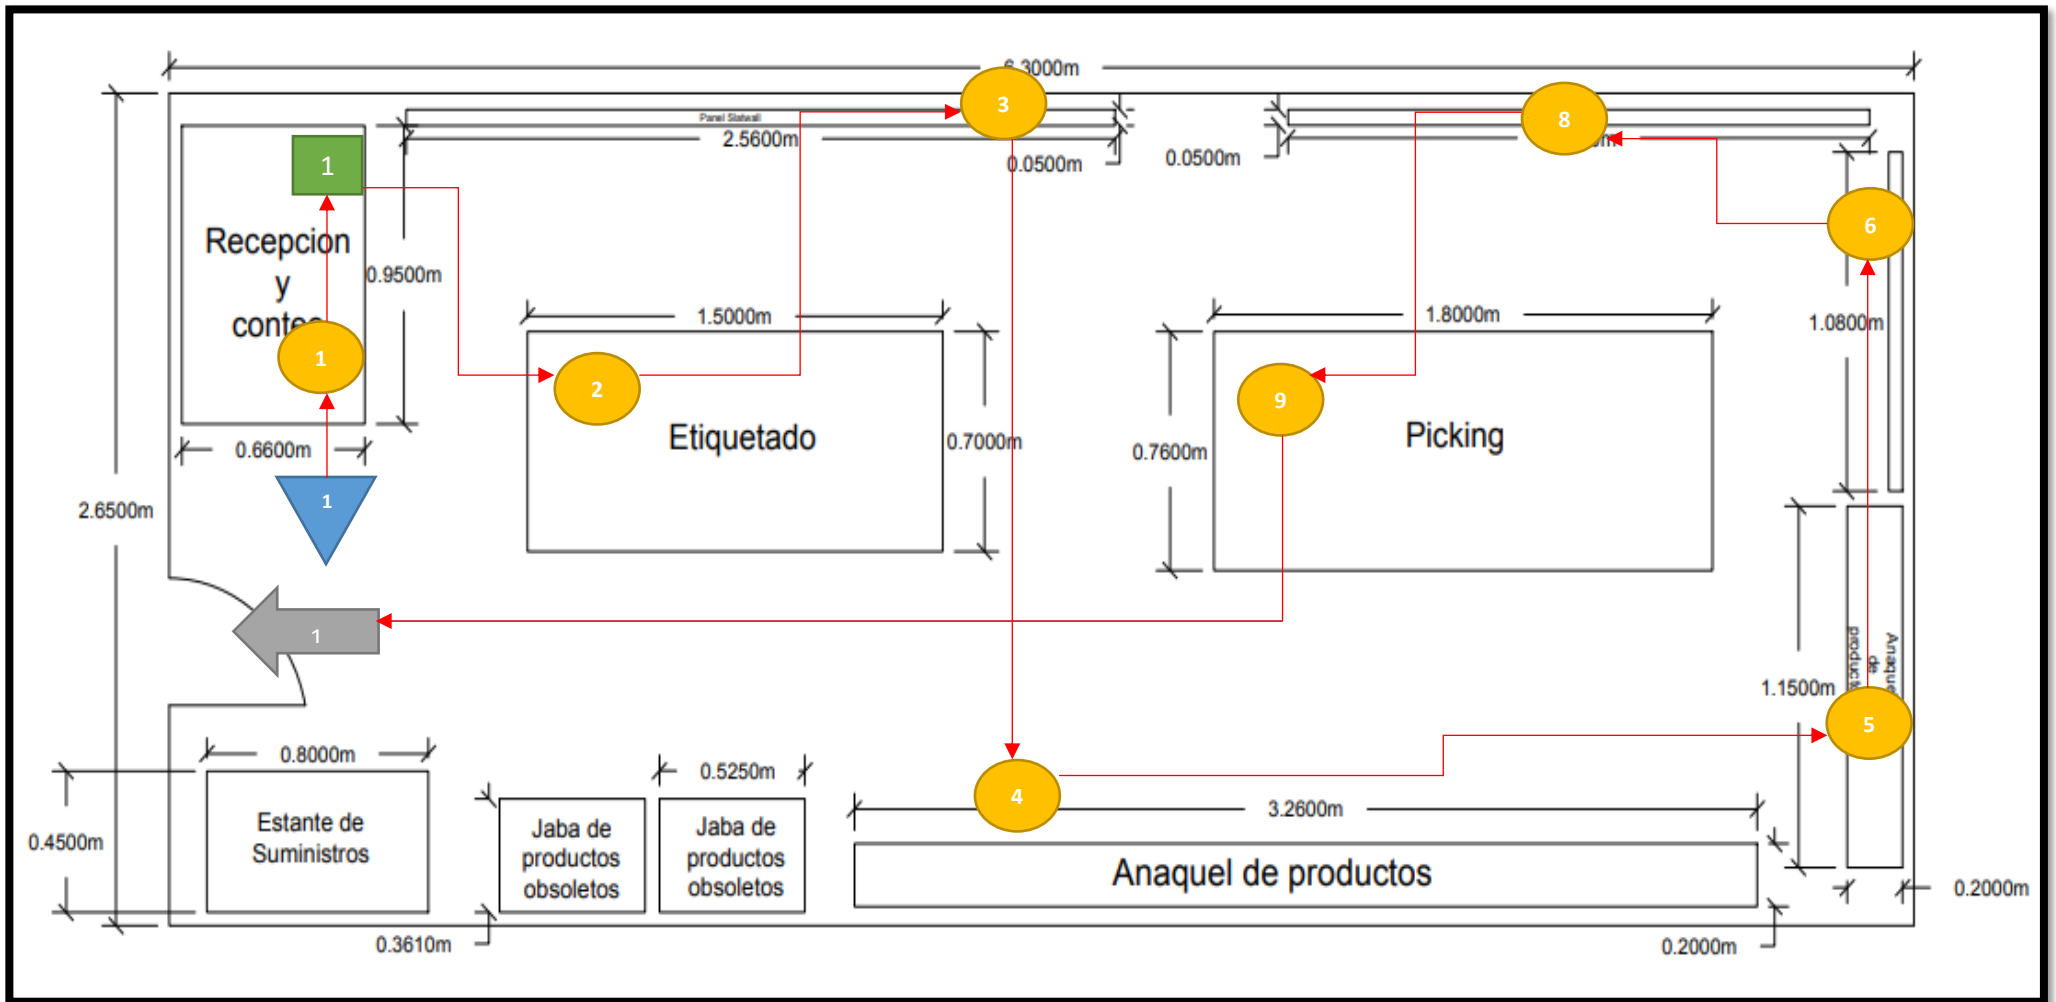 6.3000m
3
Panel Slatwall
2.5600m
0.0500m
0.0500m
8
1
Recepcion
y
conteo
1
0.9500m
0.6600m
1
2.6500m
1
1.5000m
2
Etiquetado
0.7000m
1.8000m
9
Picking
0.7600m
6
1.0800m
1.1500m
Anaquel
de
5
0.8000m
Estante de
Suministros
0.4500m
0.5250m
Jaba de
productos
obsoletos
Jaba de
productos
obsoletos
0.3610m
4
3.2600m
Anaquel de productos
0.2000m
0.2000m